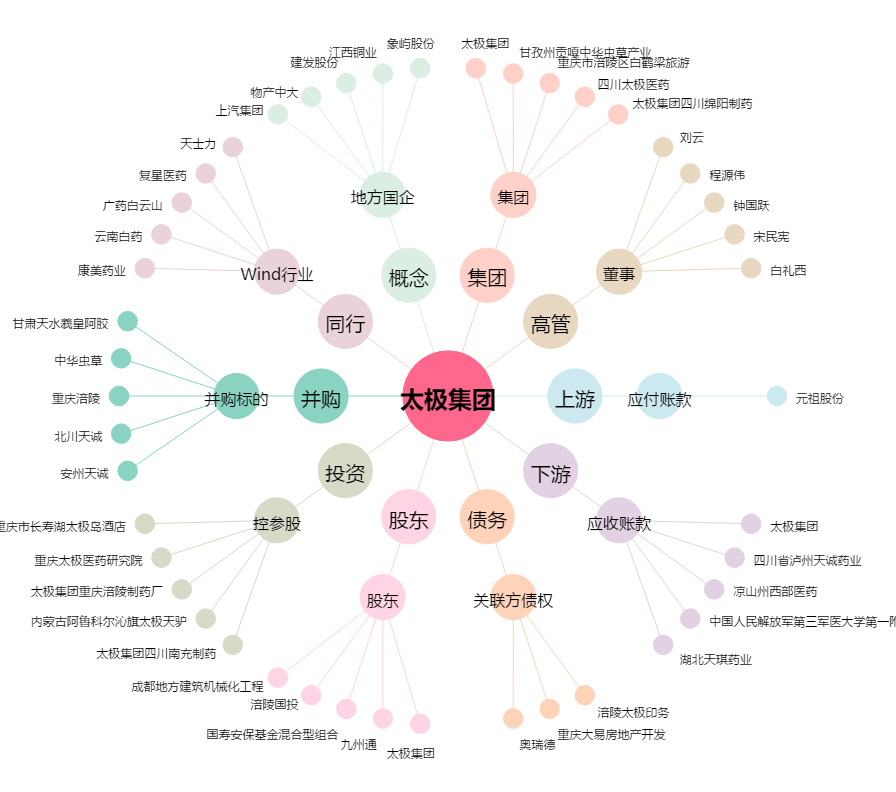 象屿股份
太极集团
江西铜业
甘孜州贡嘎中华虫草产业
建发股份
重庆市涪陵区白鹤梁旅游
物产中大
四川太极医药
上汽集团
太极集团四川绵阳制药
天士力
刘云
复星医药
程源伟
广药白云山
地方国企
集团
钟国跃
云南白药
宋民宪
康美药业
Wind行业
概念
集团
董事
白礼西
甘肃天水羲皇阿胶
同行
高管
中华虫草
重庆涪陵
并购标的
并购
太极集团
上游
应付账款
元祖股份
北川天诚
安州天诚
投资
下游
重庆市长寿湖太极岛酒店
控参股
股东
债务
应收账款
太极集团
重庆太极医药研究院
四川省泸州天诚药业
太极集团重庆涪陵制药厂
股东
关联方债权
凉山州西部医药
内蒙古阿鲁科尔沁旗太极天驴
中国人民解放军第三军医大学第一附
太极集团四川南充制药
湖北天琪药业
成都地方建筑机械化工程
涪陵国投
涪陵太极印务
国寿安保基金混合型组合
九州通
太极集团
奥瑞德
重庆大易房地产开发